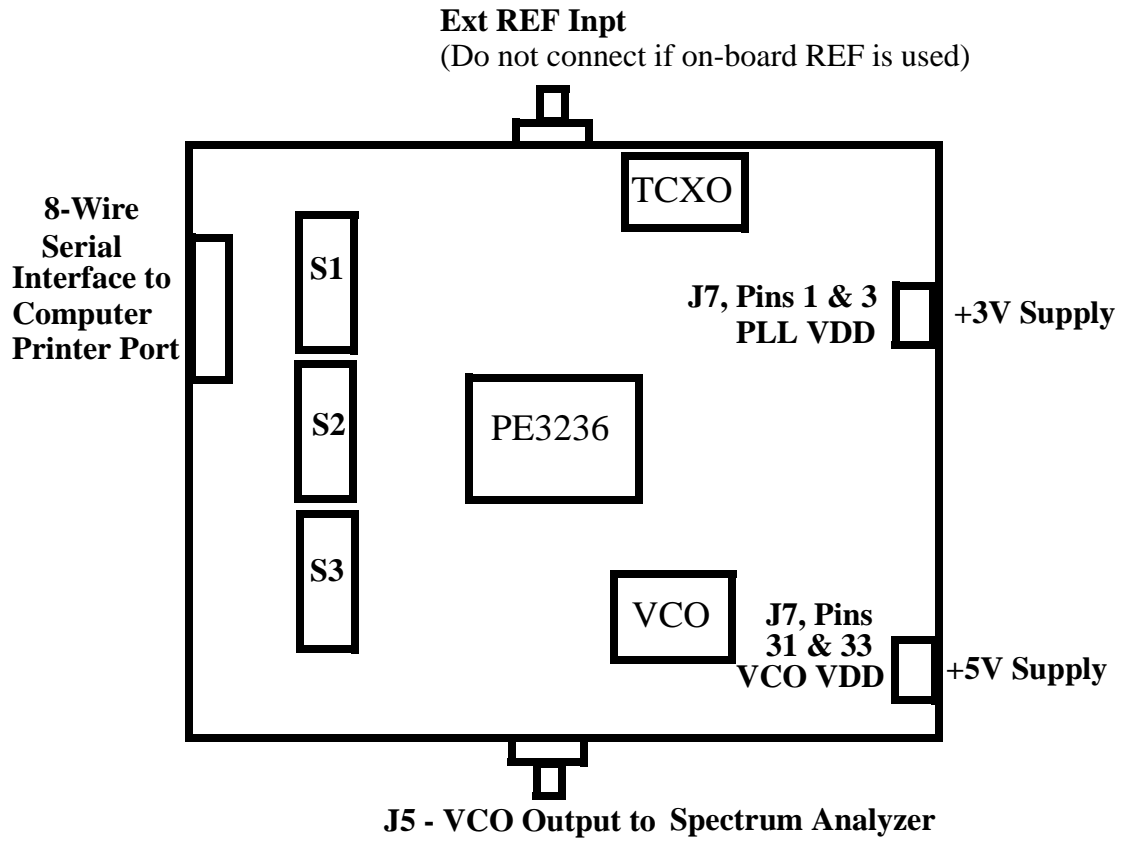 Ext REF Inpt
(Do not connect if on-board REF is used)
TCXO
8-Wire
Serial
Interface to
Computer
Printer Port
S1
J7, Pins 1 & 3
PLL VDD
+3V Supply
S2
PE3236
S3
VCO
J7, Pins
31 & 33
VCO VDD
+5V Supply
J5 - VCO Output to Spectrum Analyzer